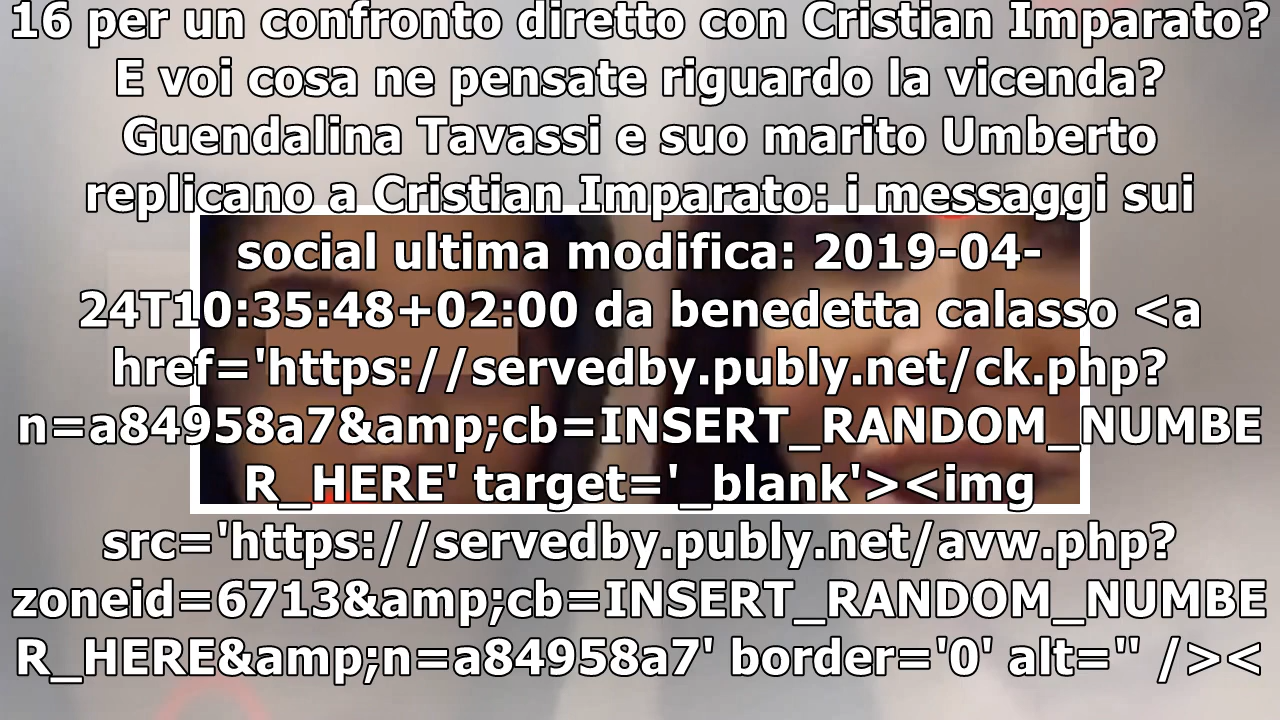 16 per un confronto diretto con Cristian Imparato?
E voi cosa ne pensate riguardo la vicenda?
Guendalina Tavassi e suo marito Umberto
replicano a Cristian Imparato: i messaggi sui
social ultima modifica: 2019-04-
24T10:35:48+02:00 da benedetta calasso <a
href='https://servedby.publy.net/ck.php?
n=a84958a7&amp;cb=INSERT_RANDOM_NUMBE
R_HERE' target='_blank'><img
src='https://servedby.publy.net/avw.php?
zoneid=6713&amp;cb=INSERT_RANDOM_NUMBE
R_HERE&amp;n=a84958a7' border='0' alt='' /><